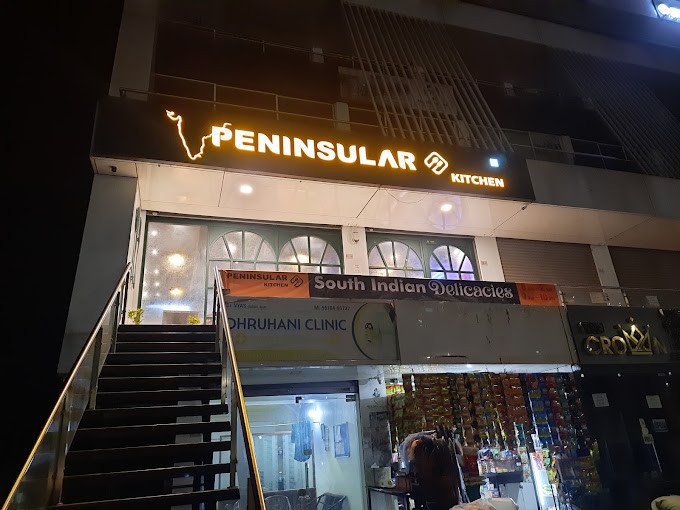 PENINSULAR
KITCHEN
PENINSULAR
KITCHEN
South Indian Delicacies
DHRUHANI CLINIC
CROWN